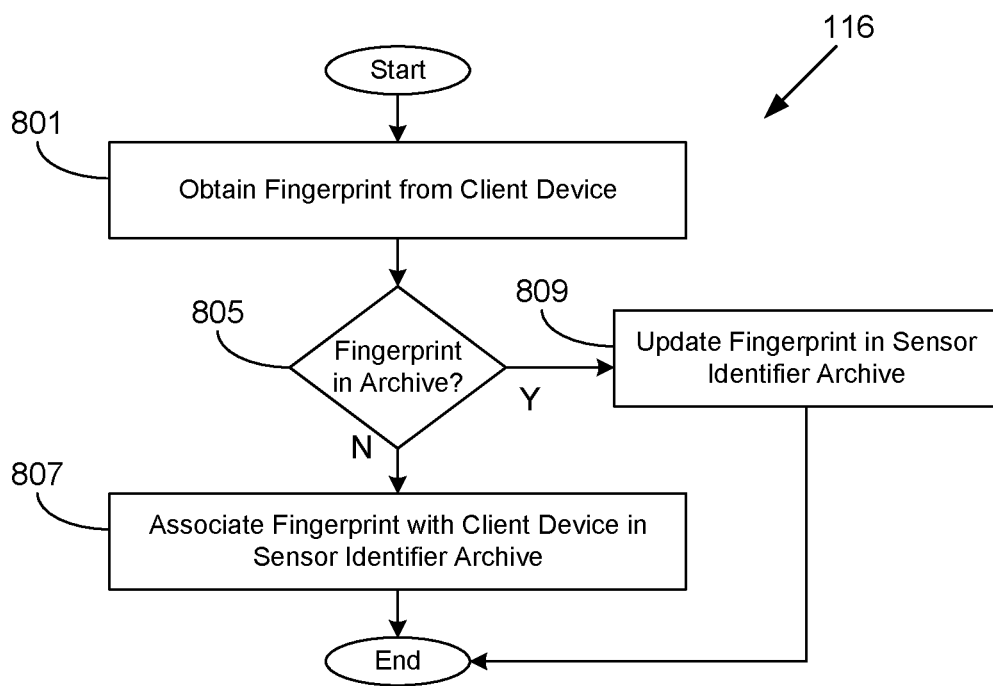 116
Start
801
Obtain Fingerprint from Client Device
805
Fingerprint
in Archive?
Y
N
809
Update Fingerprint in Sensor
Identifier Archive
807
Associate Fingerprint with Client Device in
Sensor Identifier Archive
End